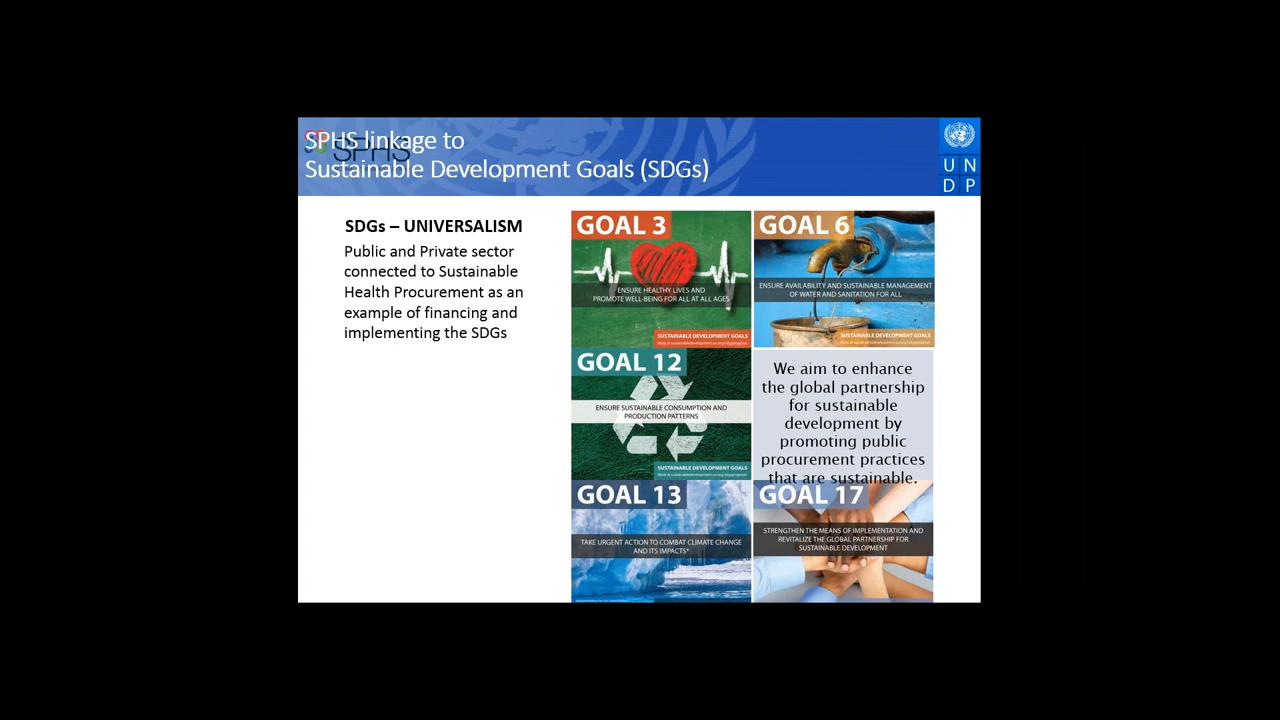 SPHS
SPHS linkage to
Sustainable Development Goals (SDGs)
U N
D P
SDGs – UNIVERSALISM
Public and Private sector
connected to Sustainable
Health Procurement as an
example of financing and
implementing the SDGs
GOAL 3
ENSURE HEALTHY LIVES AND
PROMOTE WELL-BEING FOR ALL AT ALL AGES
SUSTAINABLE DEVELOPMENT GOALS
GOAL 6
ENSURE AVAILABILITY AND SUSTAINABLE MANAGEMENT
OF WATER AND SANITATION FOR ALL
SUSTAINABLE DEVELOPMENT GOALS
GOAL 12
ENSURE SUSTAINABLE CONSUMPTION AND
PRODUCTION PATTERNS
SUSTAINABLE DEVELOPMENT GOALS
We aim to enhance
the global partnership
for sustainable
development by
promoting public
procurement practices
that are sustainable.
GOAL 13
TAKE URGENT ACTION TO COMBAT CLIMATE CHANGE
AND ITS IMPACTS*
GOAL 17
STRENGTHEN THE MEANS OF IMPLEMENTATION AND
REVITALIZE THE GLOBAL PARTNERSHIP FOR
SUSTAINABLE DEVELOPMENT